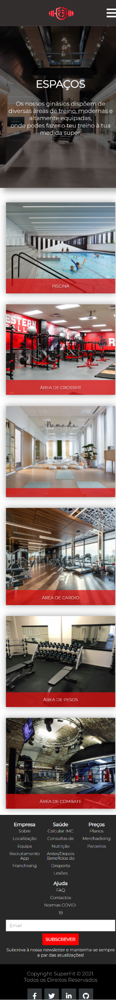 ESPAÇOS
Os nossos ginásios dispõem de
diversas áreas de treino, modernas e
altamente equipadas,
onde podes fazer o teu treino à tua
medida super.
PISCINA
ESTERN
ÁREA DE CROSSFIT
Namaste
ÁREA DE CARDIO
ÁREA DE PESOS
ÁREA DE COMBATE
Empresa
Sobre
Localização
Equipa
Recrutamento
App
Franchising
Saúde
Calcular IMC
Consultas de
Nutrição
Antes/Depois
Benefícios do
Desporto
Lesões
Preços
Planos
Merchadising
Parceiros
Ajuda
FAQ
Contactos
Normas COVID-
19
Email
SUBSCREVER
Subcreva à nossa newsletter e mantenha-se sempre
a par das atualizações!
Copyright SuperFit © 2021.
Todos os Direitos Reservados